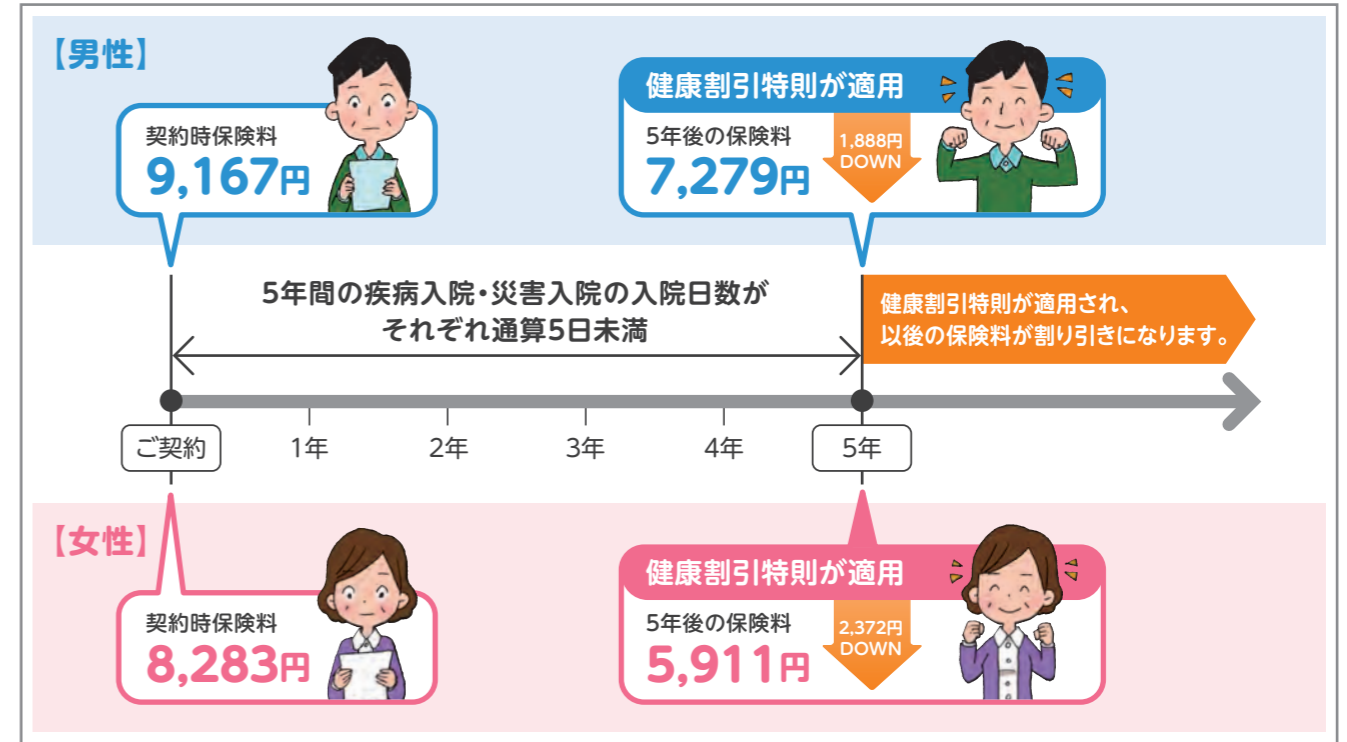 【男性】
契約時保険料
9,167円
健康割引特則が適用
5年後の保険料
7,279円
1,888円
DOWN
5年間の疾病入院・災害入院の入院日数が
それぞれ通算5日未満
健康割引特則が適用され、
以後の保険料が割り引きになります。
ご契約
1年
2年
3年
4年
5年
【女性】
契約時保険料
8,283円
健康割引特則が適用
5年後の保険料
5,911円
2,372円
DOWN